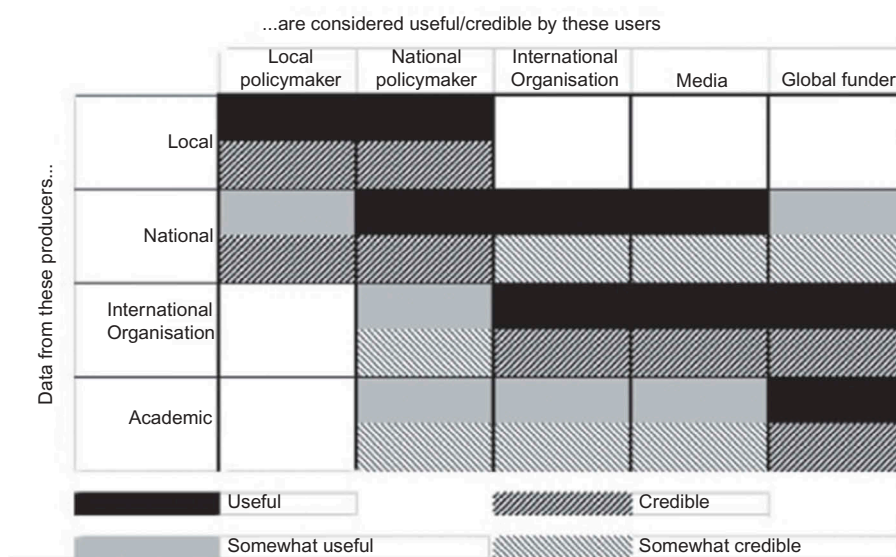 ...are considered useful/credible by these users
Local
policymaker
National
policymaker
International
Organisation
Media
Global funder
Data from these producers...
Local
National
International
Organisation
Academic
Useful
Credible
Somewhat useful
Somewhat credible